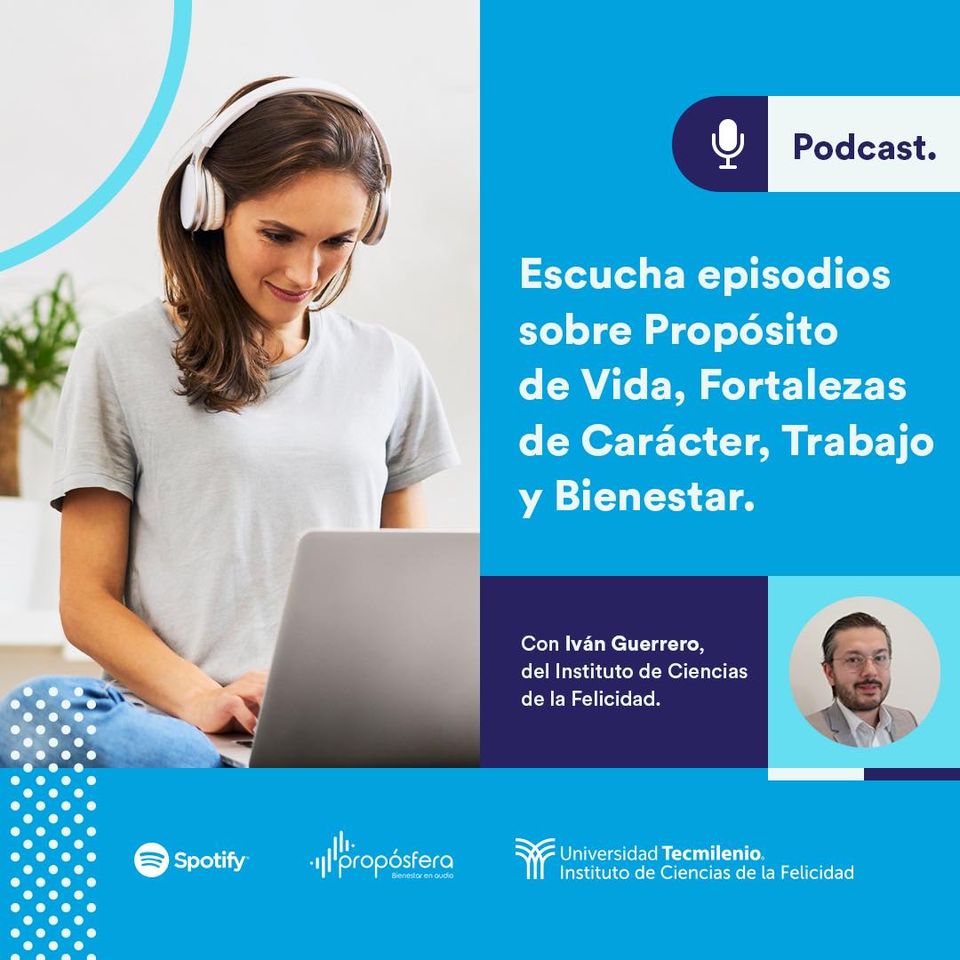 Podcast.
Escucha episodios
sobre Propósito
de Vida, Fortalezas
de Carácter, Trabajo
y Bienestar.
Con Iván Guerrero,
del Instituto de Ciencias
de la Felicidad.
Spotify
propósfera
Bienestar en audio
Universidad Tecmilenio.
Instituto de Ciencias de la Felicidad